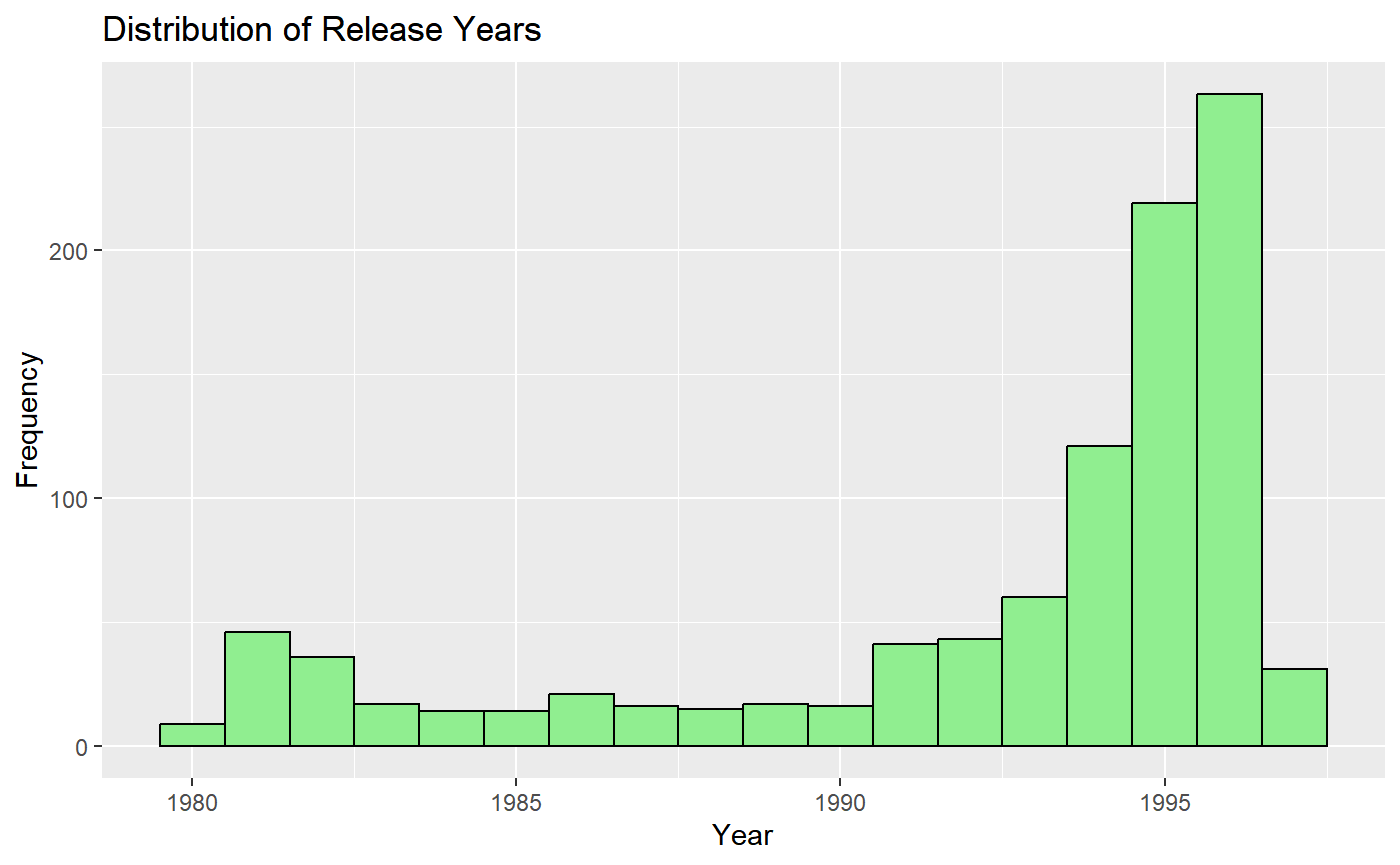 Distribution of Release Years
Frequency
200
100
0
1980 1985 1990 1995
Year